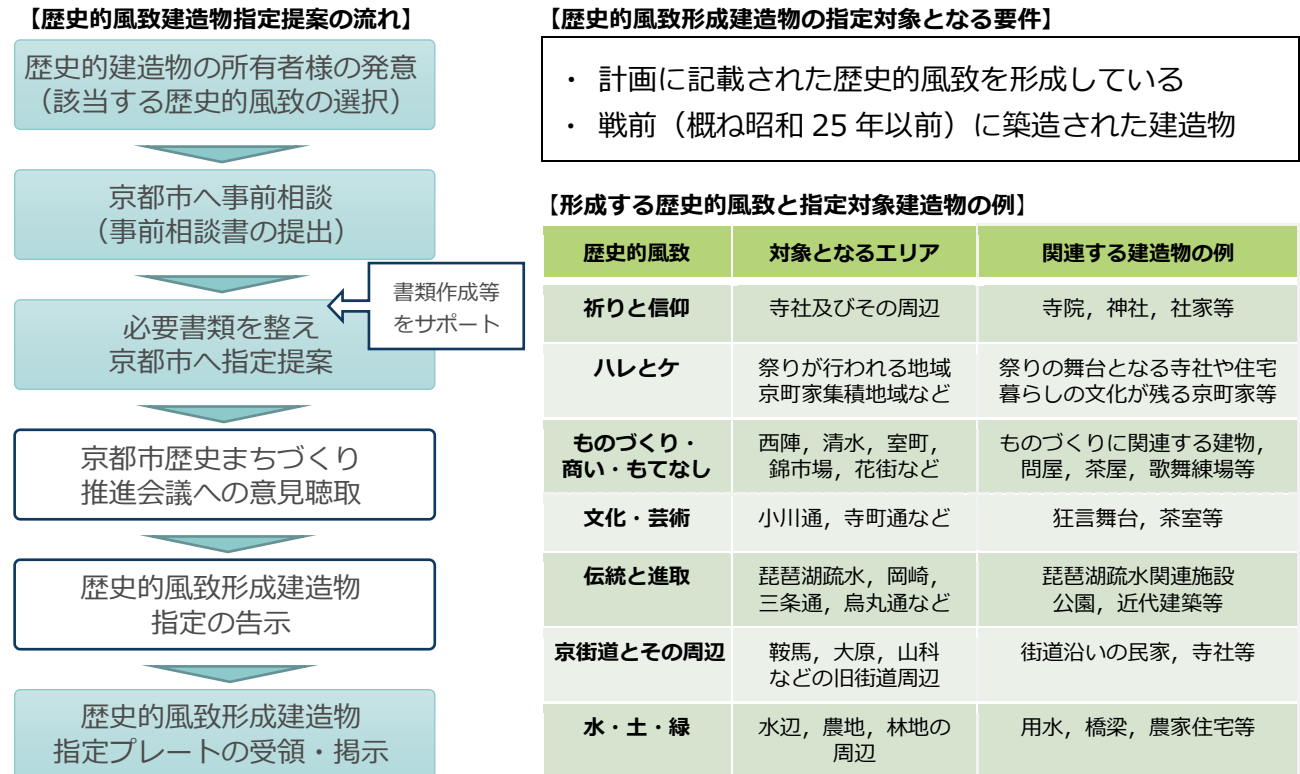 【歴史的風致建造物指定提案の流れ】
歴史的建造物の所有者様の発意
（該当する歴史的風致の選択）
京都市へ事前相談
（事前相談書の提出）
書類作成等
をサポート
必要書類を整え
京都市へ指定提案
京都市歴史まちづくり
推進会議への意見聴取
歴史的風致形成建造物
指定の告示
歴史的風致形成建造物
指定プレートの受領・掲示
【歴史的風致形成建造物の指定対象となる要件】
・ 計画に記載された歴史的風致を形成している
・ 戦前（概ね昭和 25 年以前）に築造された建造物
【形成する歴史的風致と指定対象建造物の例】
歴史的風致 対象となるエリア 関連する建造物の例
祈りと信仰 寺社及びその周辺 寺院，神社，社家等
ハレとケ 祭りが行われる地域 祭りの舞台となる寺社や住宅
京町家集積地域など 暮らしの文化が残る京町家等
ものづくり・ 西陣，清水，室町， ものづくりに関連する建物，
商い・もてなし 錦市場，花街など 問屋，茶屋，歌舞練場等
文化・芸術 小川通，寺町通など 狂言舞台，茶室等
伝統と進取 琵琶湖疏水，岡崎， 琵琶湖疏水関連施設
三条通，烏丸通など 公園，近代建築等
京街道とその周辺 鞍馬，大原，山科 街道沿いの民家，寺社等
などの旧街道周辺
水・土・緑 水辺，農地，林地の 用水，橋梁，農家住宅等
周辺